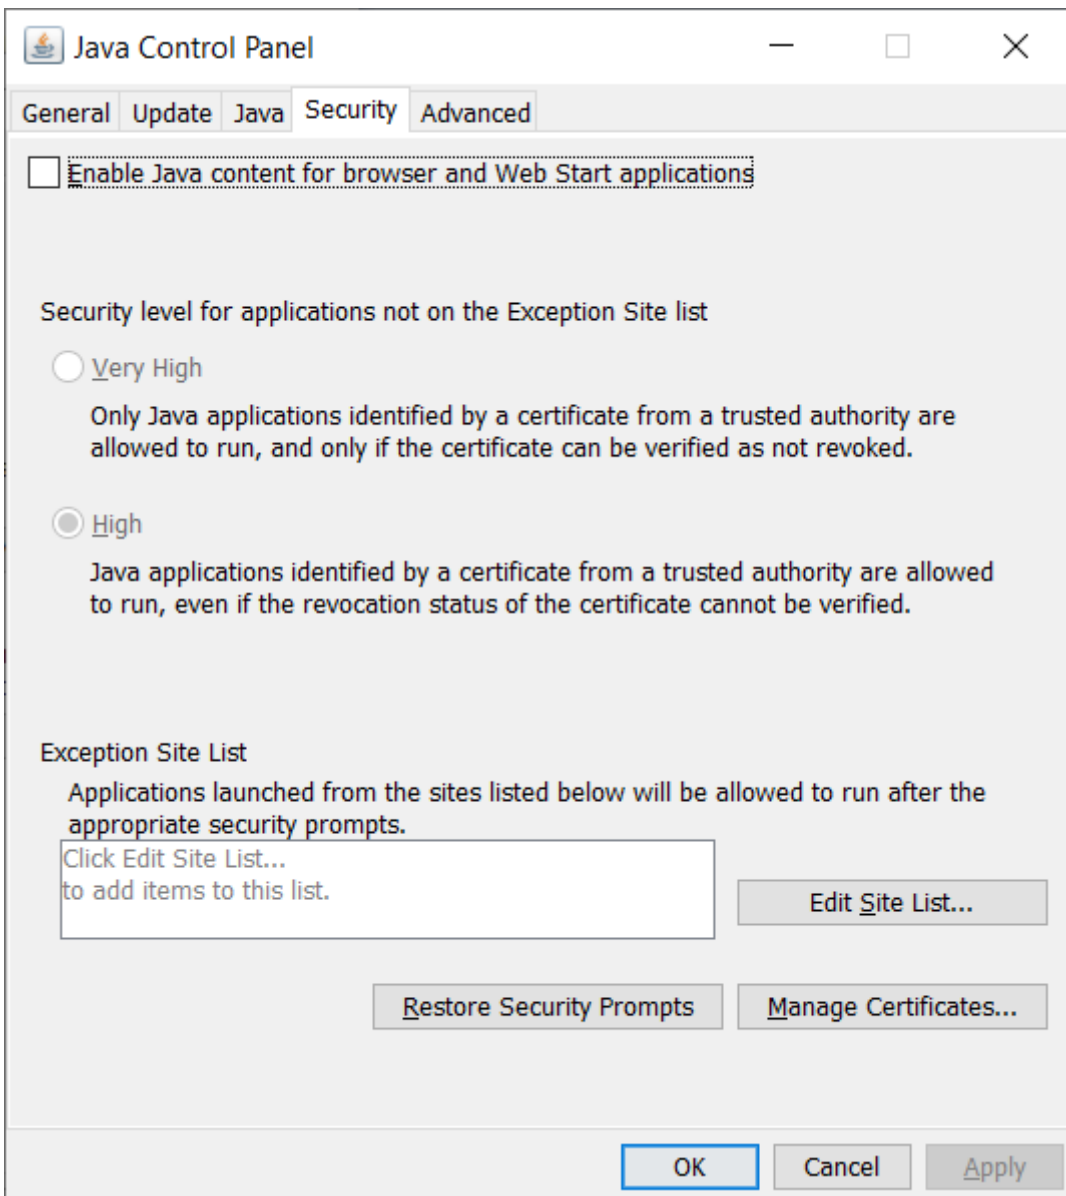 Java Control Panel
General Update Java Security Advanced
Enable Java content for browser and Web Start applications
Security level for applications not on the Exception Site list
Very High
Only Java applications identified by a certificate from a trusted authority are
allowed to run, and only if the certificate can be verified as not revoked.
High
Java applications identified by a certificate from a trusted authority are allowed
to run, even if the revocation status of the certificate cannot be verified.
Exception Site List
Applications launched from the sites listed below will be allowed to run after the
appropriate security prompts.
Click Edit Site List...
to add items to this list.
Edit Site List...
Restore Security Prompts Manage Certificates...
OK Cancel Apply